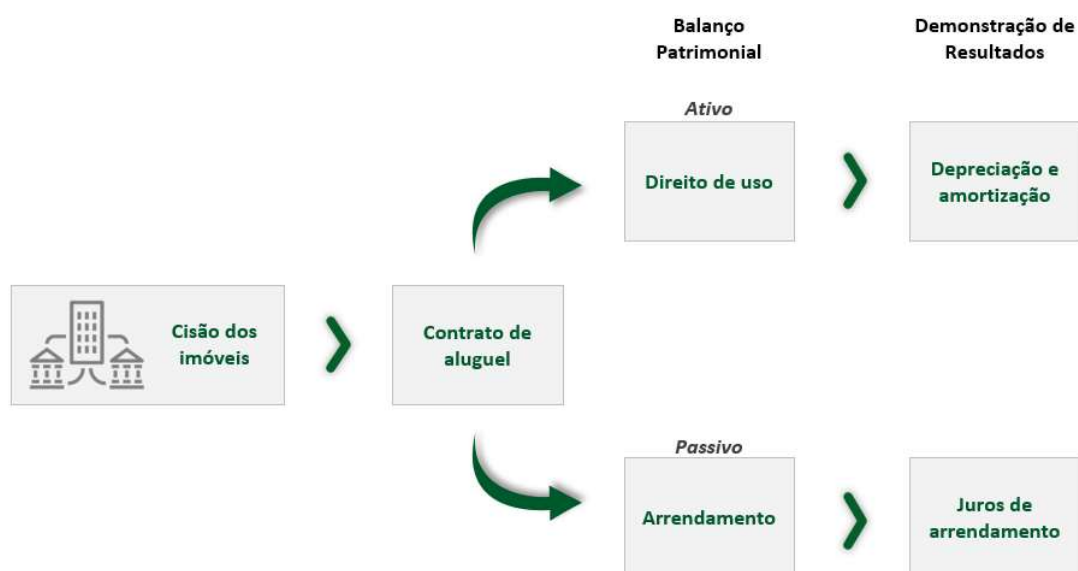 Balanço
Patrimonial
Demonstração de
Resultados
Ativo
Direito de uso
Depreciação e
amortização
Cisão dos
imóveis
Contrato de
aluguel
Passivo
Arrendamento
Juros de
arrendamento